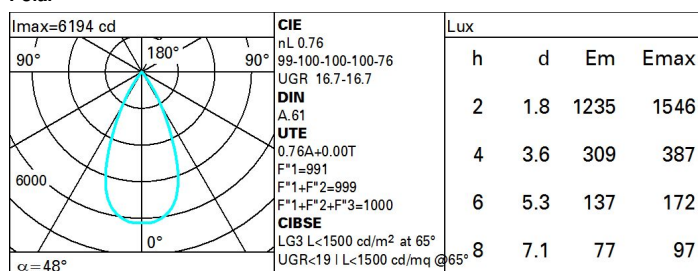 Imax=6194 cd
90° 180° 90°
6000
0°
α=48°
CIE
nL 0.76
99-100-100-100-76
UGR 16.7-16.7
DIN
A.61
UTE
0.76A+0.00T
F"1=991
F"1+F"2=999
F"1+F"2+F"3=1000
CIBSE
LG3 L<1500 cd/m² at 65°
UGR<19 | L<1500 cd/mq @65°
Lux
h d Em Emax
2 1.8 1235 1546
4 3.6 309 387
6 5.3 137 172
8 7.1 77 97